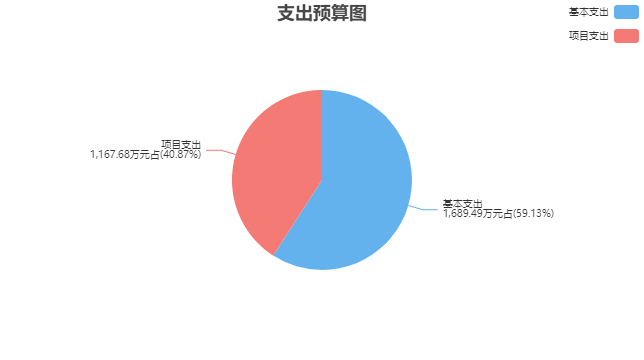 支出预算图
基本支出
项目支出
项目支出
1,167.68万元占(40.87%)
基本支出
1,689.49万元占(59.13%)